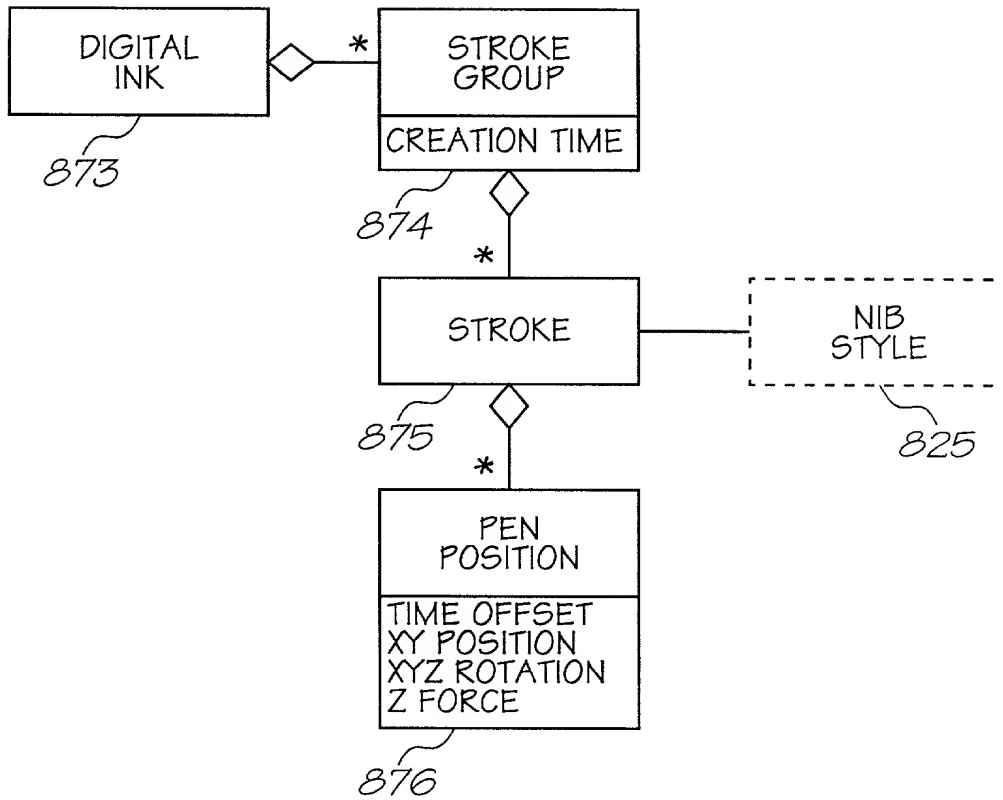 DIGITAL
INK
*
STROKE
GROUP
CREATION TIME
873
874
*
STROKE
NIB
STYLE
875
825
*
PEN
POSITION
TIME OFFSET
XY POSITION
XYZ ROTATION
Z FORCE
876